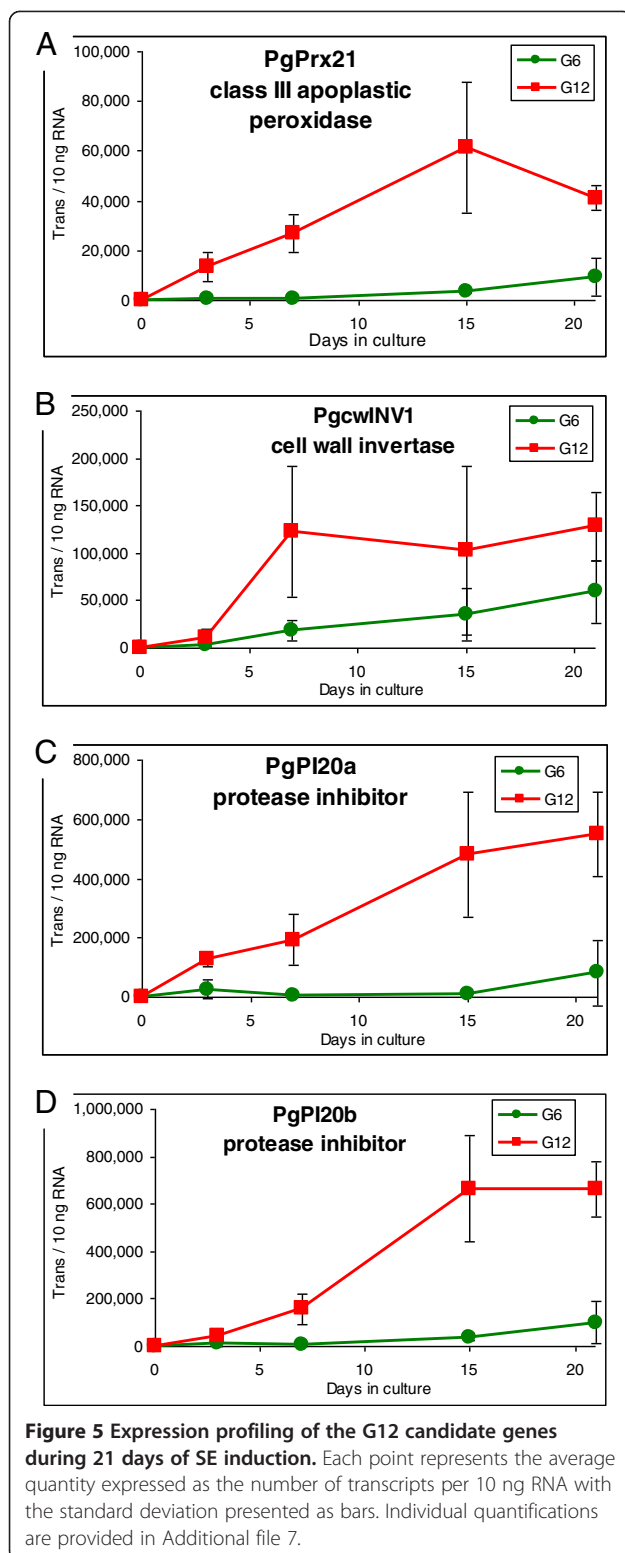 A
PgPrx21
class III apoplastic
peroxidase
G6
G12
Trans / 10 ng RNA
100,000
80,000
60,000
40,000
20,000
0
0 5 10 15 20
Days in culture
B
PgcwINV1
cell wall invertase
G6
G12
Trans / 10 ng RNA
250,000
200,000
150,000
100,000
50,000
0
0 5 10 15 20
Days in culture
C
PgPI20a
protease inhibitor
G6
G12
Trans / 10 ng RNA
800,000
600,000
400,000
200,000
0
0 5 10 15 20
Days in culture
D
PgPI20b
protease inhibitor
G6
G12
Trans / 10 ng RNA
1,000,000
800,000
600,000
400,000
200,000
0
0 5 10 15 20
Days in culture
Figure 5 Expression profiling of the G12 candidate genes
during 21 days of SE induction. Each point represents the average
quantity expressed as the number of transcripts per 10 ng RNA with
the standard deviation presented as bars. Individual quantifications
are provided in Additional file 7.